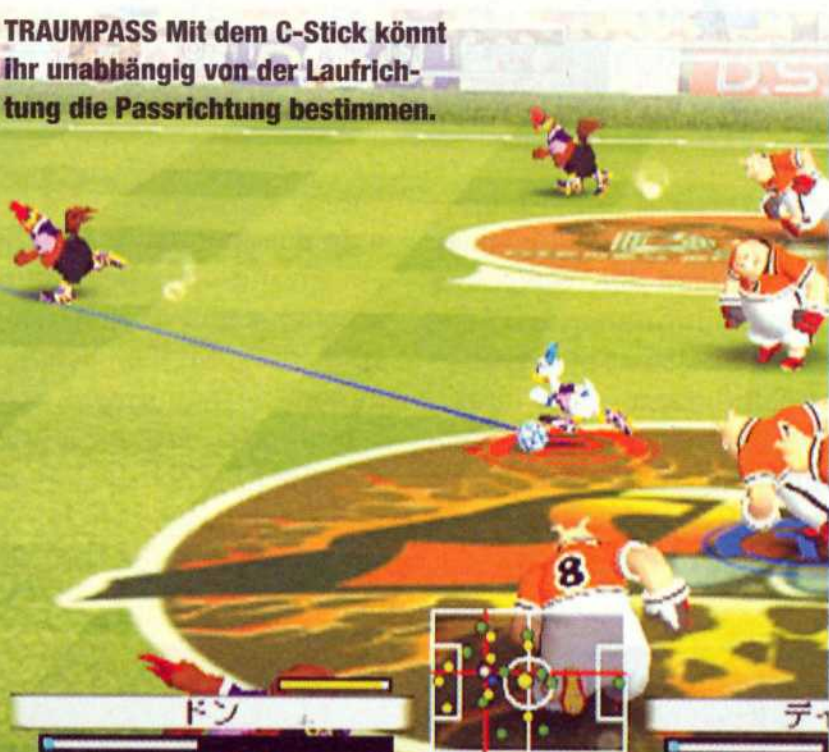 TRAUMPASS Mit dem C-Stick könnt
ihr unabhängig von der Laufrich-
tung die Passrichtung bestimmen.
8
ドン